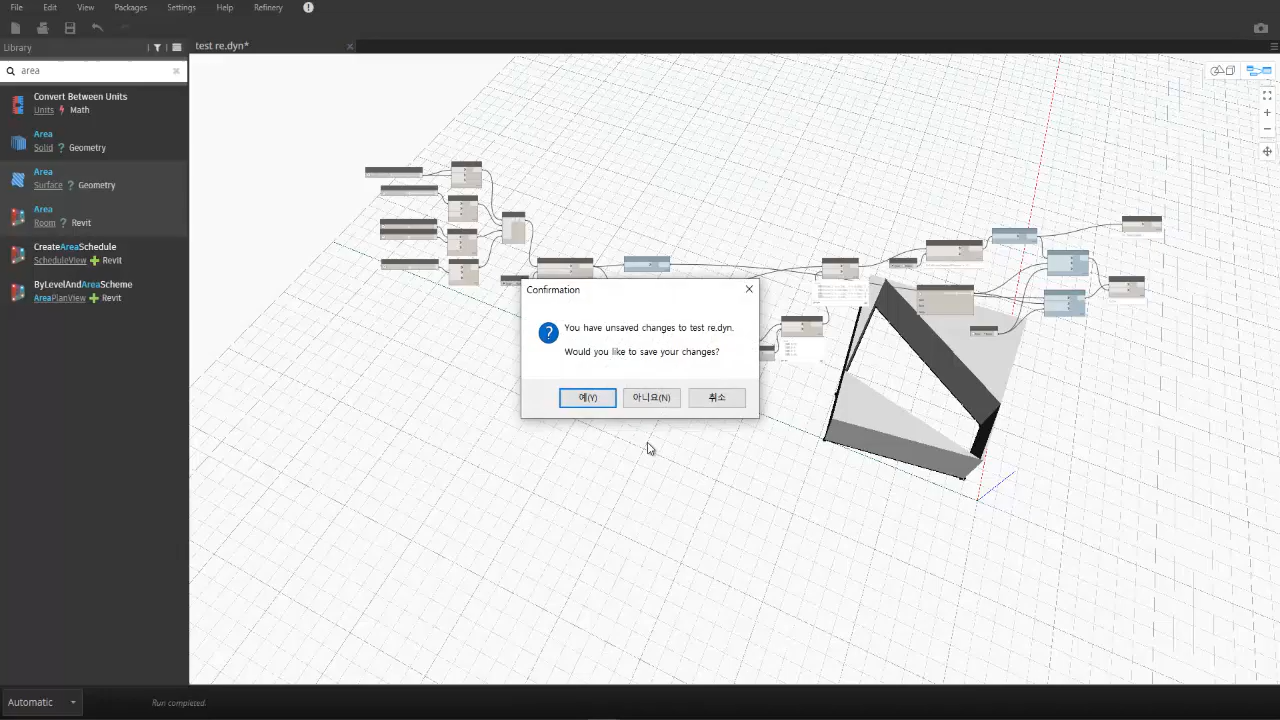 File Edit View Packages Settings Help Refinery !
Library
test re.dyn*
area
Convert Between Units
Units Math
Area
Solid ? Geometry
Area
Surface ? Geometry
Area
Room ? Revit
CreateAreaSchedule
ScheduleView Revit
ByLevelAndAreaScheme
AreaPlanView Revit
Confirmation
You have unsaved changes to test re.dyn.
Would you like to save your changes?
예(Y) 아니요(N) 취소
Automatic
Run completed.